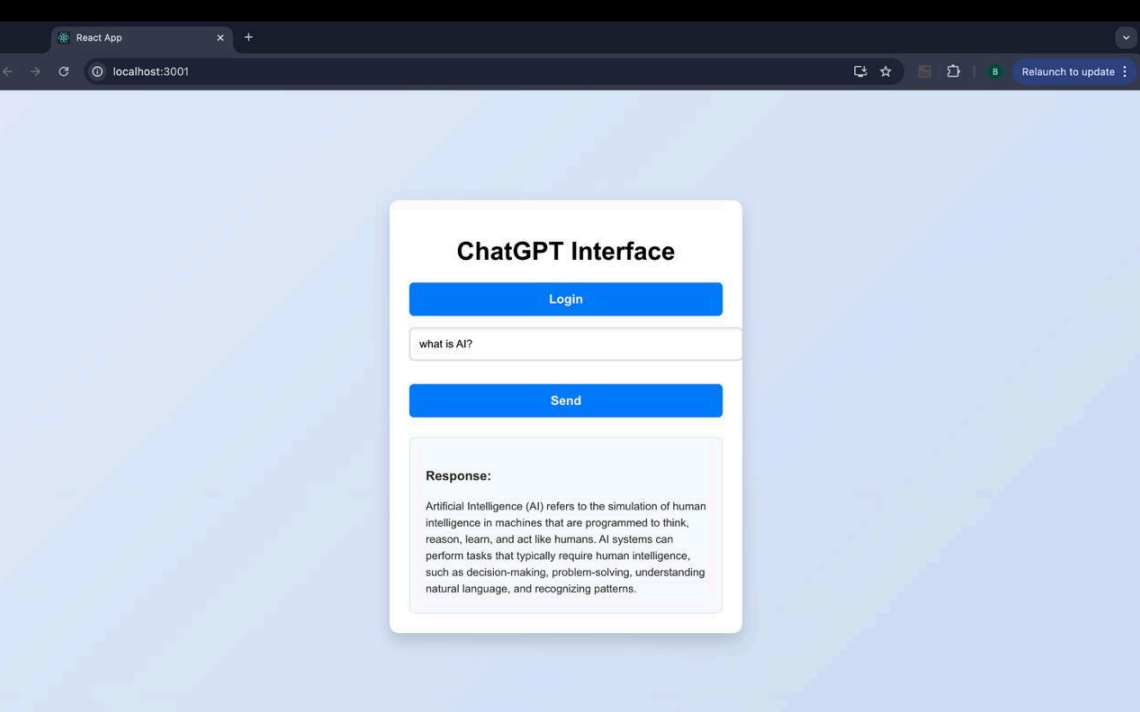 React App
localhost:3001
B
Relaunch to update
ChatGPT Interface
Login
what is AI?
Send
Response:
Artificial Intelligence (AI) refers to the simulation of human
intelligence in machines that are programmed to think,
reason, learn, and act like humans. AI systems can
perform tasks that typically require human intelligence,
such as decision-making, problem-solving, understanding
natural language, and recognizing patterns.